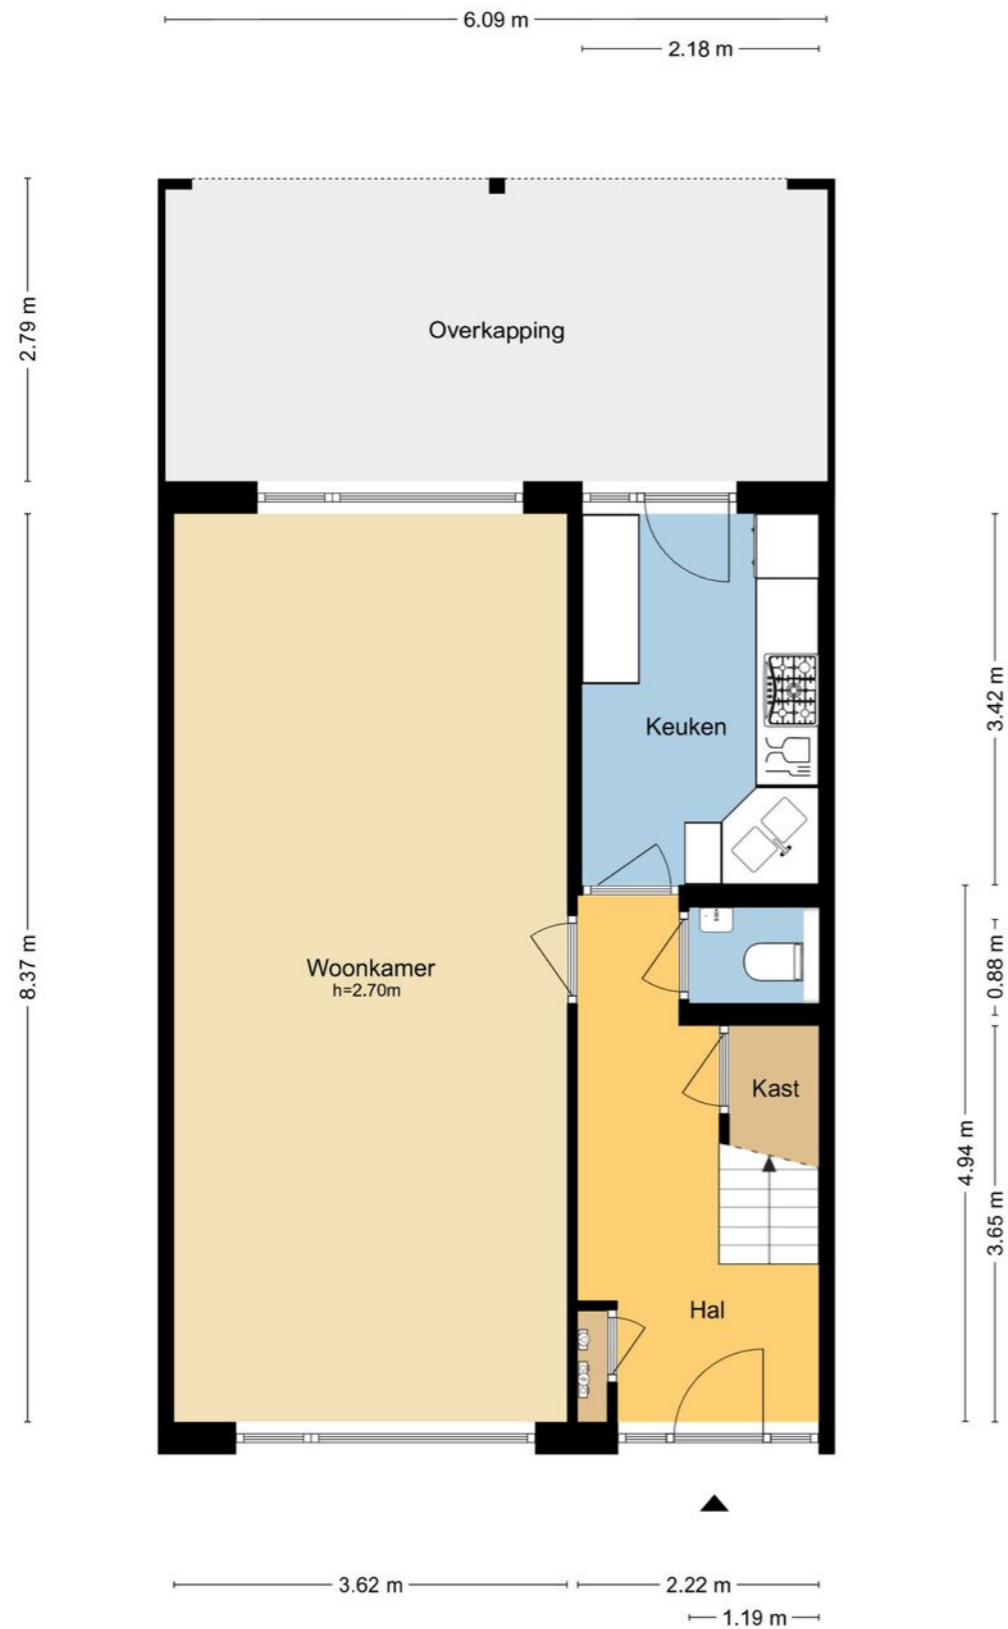 6.09 m
2.18 m
2.79 m
Overkapping
3.42 m
Keuken
8.37 m
Woonkamer
h=2.70m
0.88 m
Kast
4.94 m
3.65 m
Hal
3.62 m
2.22 m
1.19 m